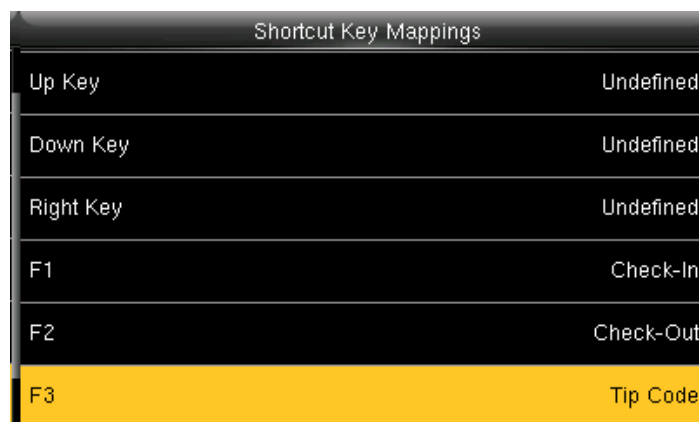 Shortcut Key Mappings
Up Key Undefined
Down Key Undefined
Right Key Undefined
F1 Check-In
F2 Check-Out
F3 Tip Code